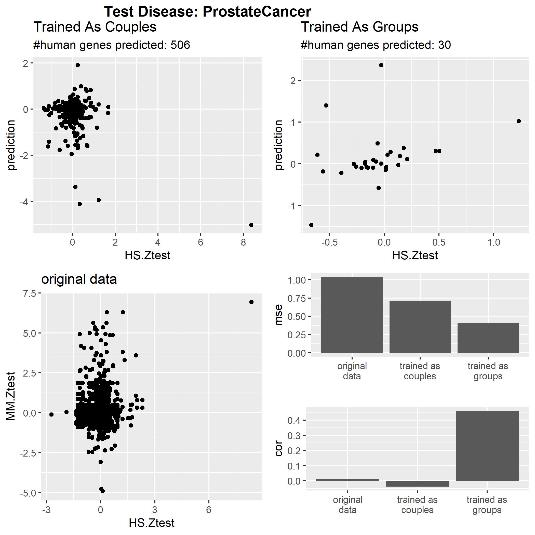 Test Disease: ProstateCancer
Trained As Couples
#human genes predicted: 506
2
0
-2
-4
prediction
0
2
4
6
8
HS.Ztest
Trained As Groups
#human genes predicted: 30
2
1
0
1
prediction
-0.5
0.0
0.5
1.0
HS.Ztest
original data
7.5
5.0
2.5
0.0
-2.5
-5.0
MM.Ztest
-3
0
3
6
HS.Ztest
1.00
0.75
0.50
0.25
0.00
mse
original
data
trained as
couples
trained as
groups
0.4
0.3
0.2
0.1
0.0
cor
original
data
trained as
couples
trained as
groups